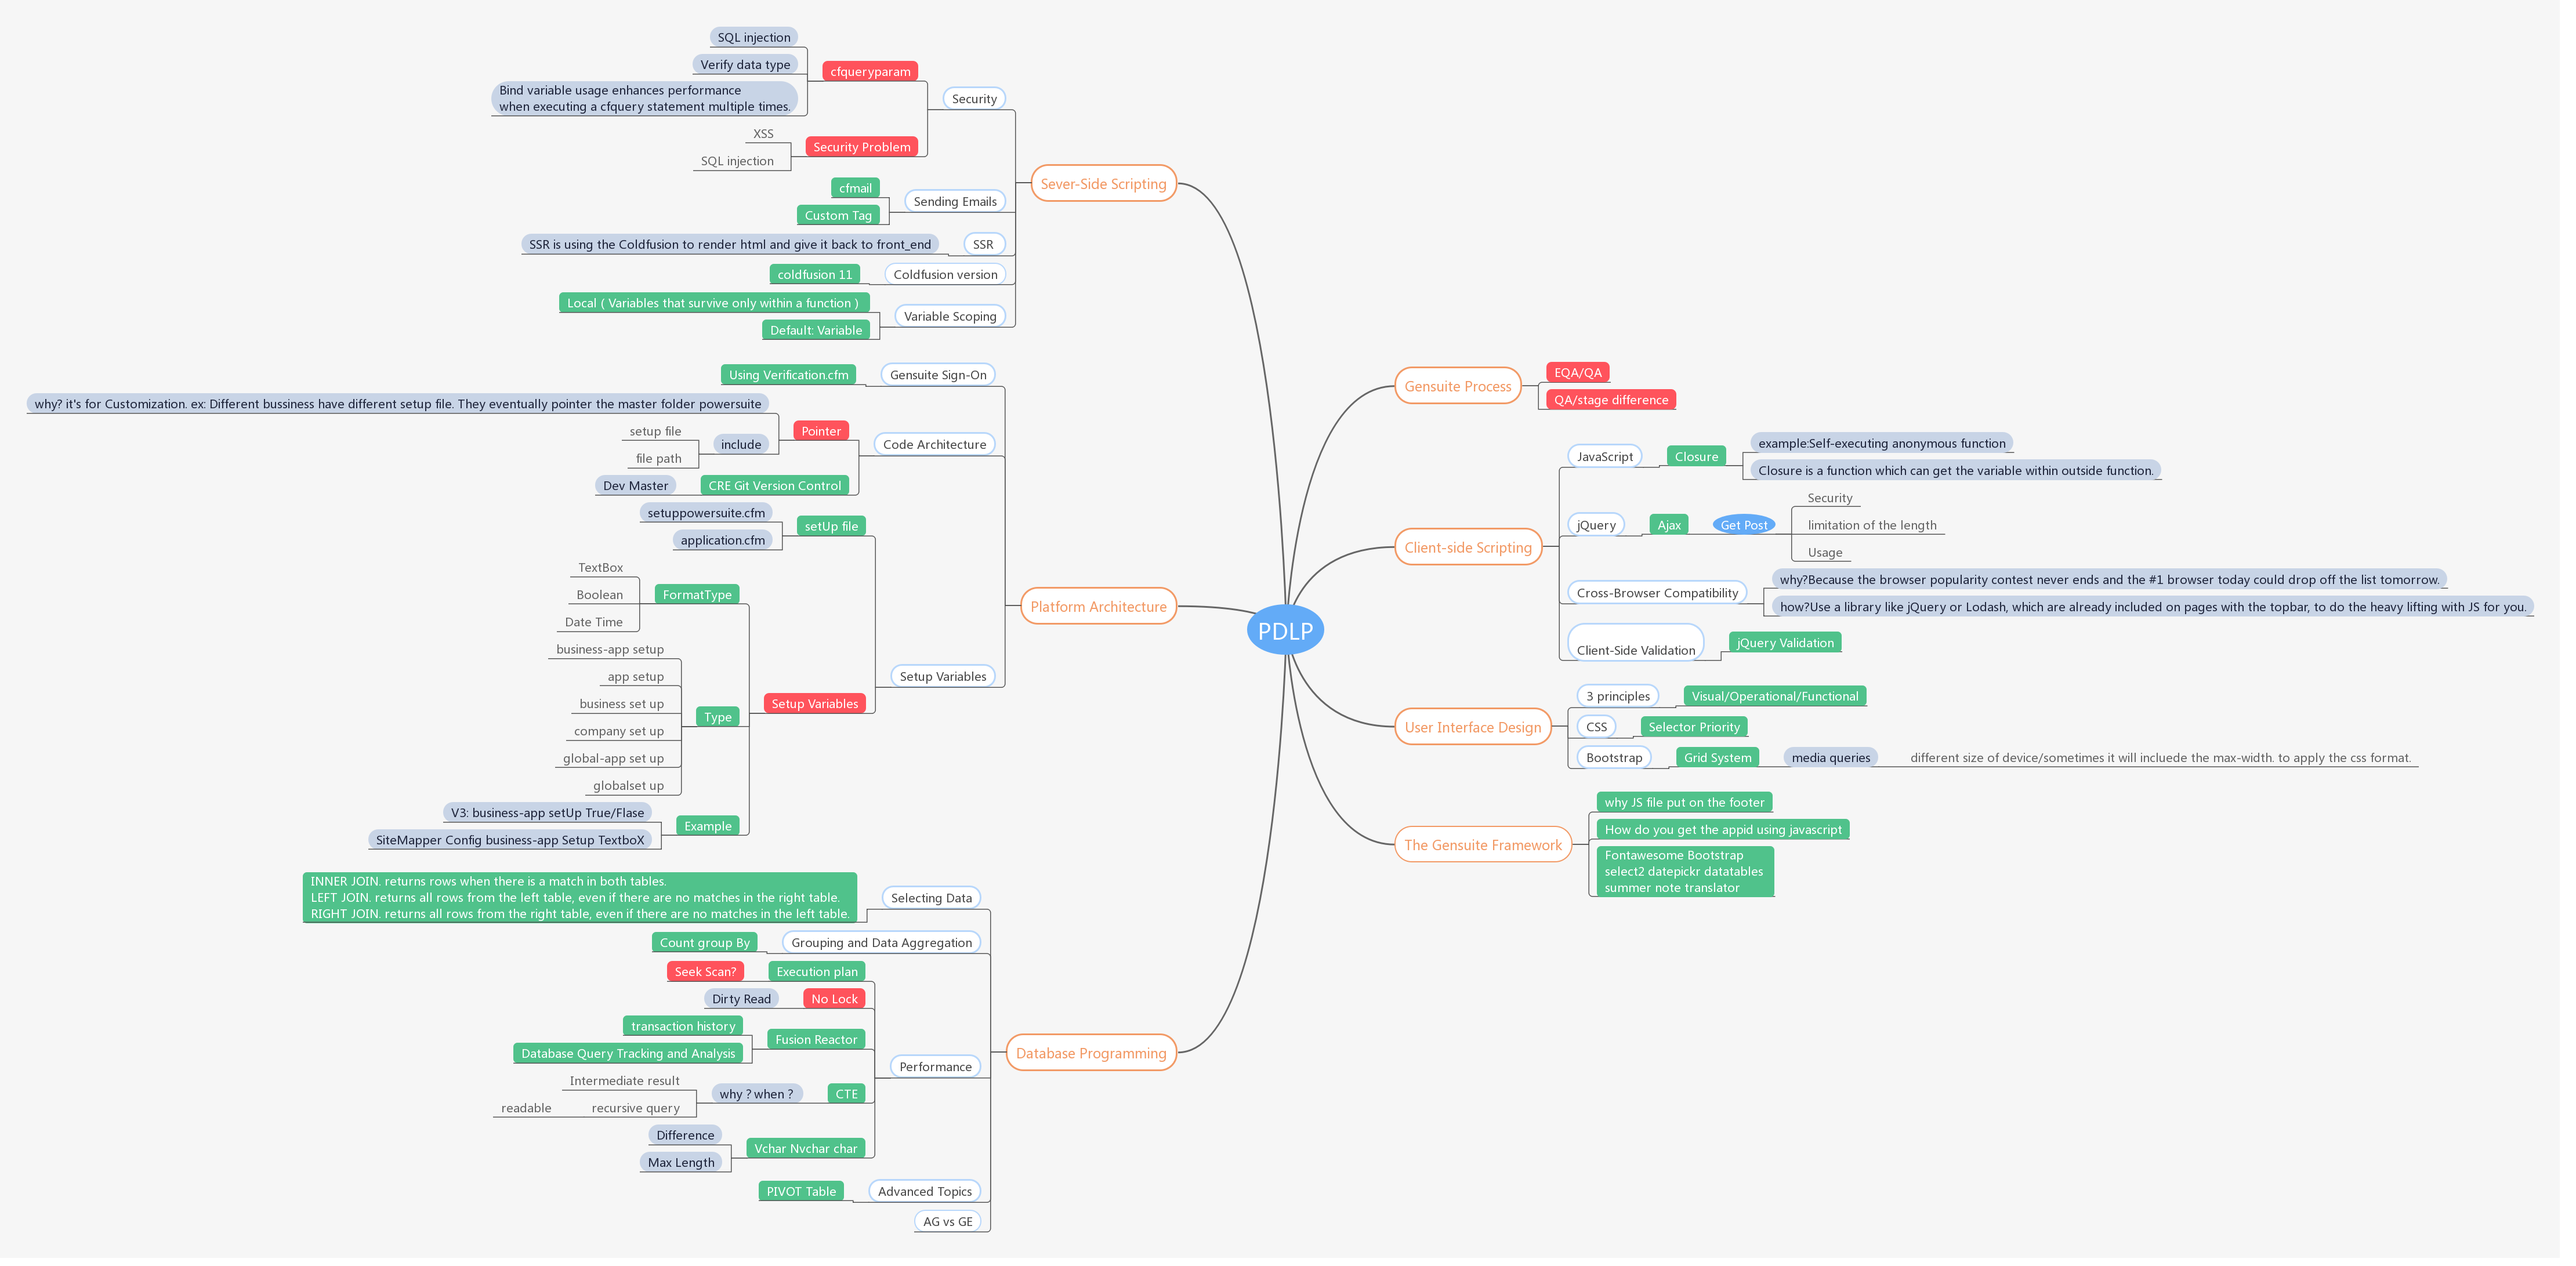 PDLP
Sever-Side Scripting
Security
cfqueryparam
SQL injection
Verify data type
Bind variable usage enhances performance
when executing a cfquery statement multiple times.
Security Problem
XSS
SQL injection
Sending Emails
cfmail
Custom Tag
SSR
SSR is using the Coldfusion to render html and give it back to front_end
Coldfusion version
coldfusion 11
Variable Scoping
Local ( Variables that survive only within a function )
Default: Variable
Platform Architecture
Gensuite Sign-On
Using Verification.cfm
Code Architecture
Pointer
why? it's for Customization. ex: Different bussiness have different setup file. They eventually pointer the master folder powersuite
include
setup file
file path
CRE Git Version Control
Dev Master
Setup Variables
setUp file
setuppowersuite.cfm
application.cfm
Setup Variables
FormatType
TextBox
Boolean
Date Time
Type
business-app setup
app setup
business set up
company set up
global-app set up
globalset up
Example
V3: business-app setUp True/Flase
SiteMapper Config business-app Setup TextboX
Database Programming
Selecting Data
INNER JOIN. returns rows when there is a match in both tables.
LEFT JOIN. returns all rows from the left table, even if there are no matches in the right table.
RIGHT JOIN. returns all rows from the right table, even if there are no matches in the left table.
Grouping and Data Aggregation
Count group By
Performance
Execution plan
Seek Scan?
No Lock
Dirty Read
Fusion Reactor
transaction history
Database Query Tracking and Analysis
CTE
why ? when ?
Intermediate result
recursive query
readable
Vchar Nvchar char
Difference
Max Length
Advanced Topics
PIVOT Table
AG vs GE
Gensuite Process
EQA/QA
QA/stage difference
Client-side Scripting
JavaScript
Closure
example:Self-executing anonymous function
Closure is a function which can get the variable within outside function.
jQuery
Ajax
Get Post
Security
limitation of the length
Usage
Cross-Browser Compatibility
why?Because the browser popularity contest never ends and the #1 browser today could drop off the list tomorrow.
how?Use a library like jQuery or Lodash, which are already included on pages with the topbar, to do the heavy lifting with JS for you.
Client-Side Validation
jQuery Validation
User Interface Design
3 principles
Visual/Operational/Functional
CSS
Selector Priority
Bootstrap
Grid System
media queries
different size of device/sometimes it will incluede the max-width. to apply the css format.
The Gensuite Framework
why JS file put on the footer
How do you get the appid using javascript
Fontawesome Bootstrap
select2 datepickr datatables
summer note translator